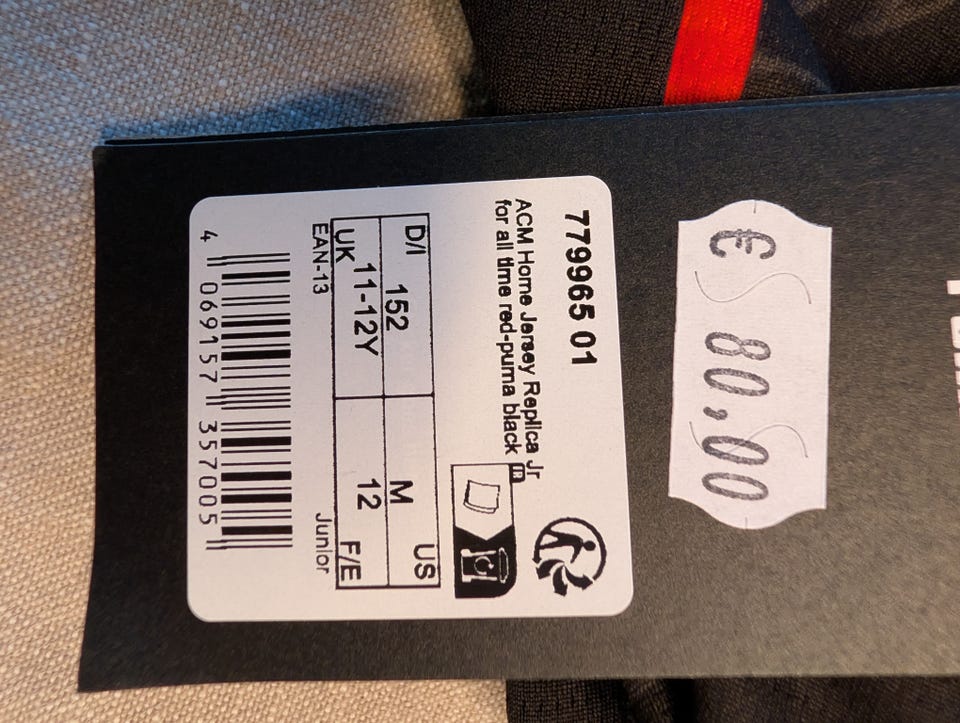 € 80,00
779965 01
ACM Home Jersey Replica Jr
for all time red-puma black
FR
D/I 152 M US
UK 11-12Y 12 F/E
EAN-13 Junior
4 069157 357005